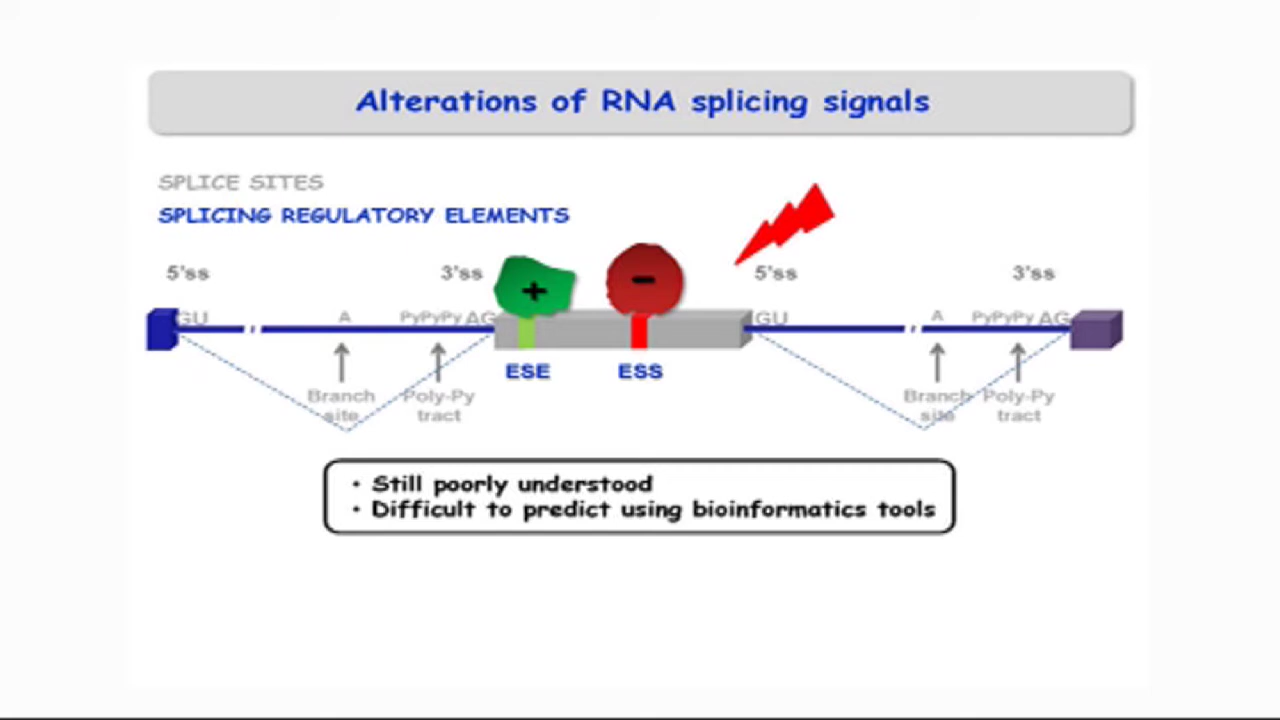 Alterations of RNA splicing signals
SPLICE SITES
SPLICING REGULATORY ELEMENTS
5'ss 3'ss 5'ss 3'ss
+ -
GU A PyPyPy AG GU A PyPyPy AG
ESE ESS
Branch Poly-Py Branch Poly-Py
site tract site tract
• Still poorly understood
• Difficult to predict using bioinformatics tools